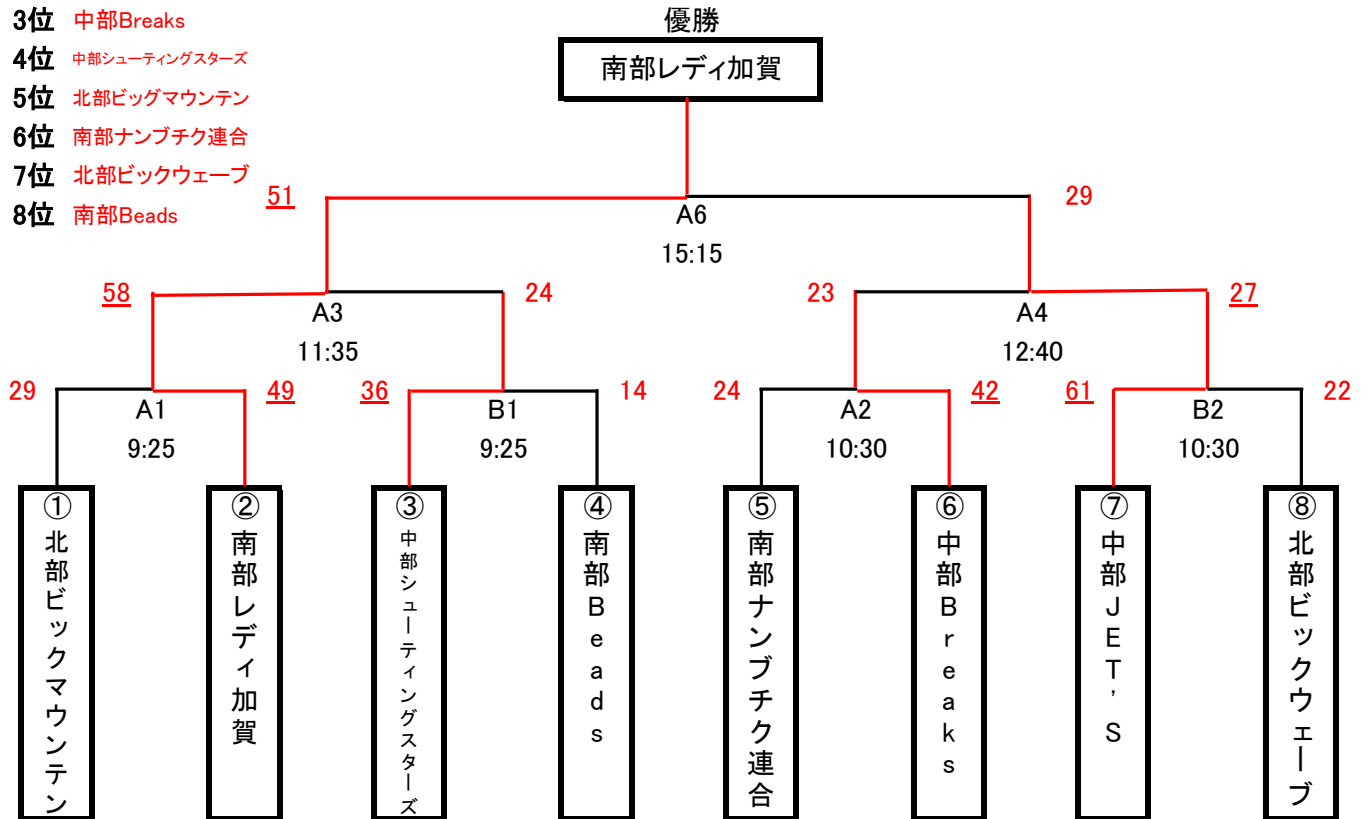 3位 中部Breaks
4位 中部シューティングスターズ
5位 北部ビッグマウンテン
6位 南部ナンブチク連合
7位 北部ビックウェーブ
8位 南部Beads
優勝
南部レディ加賀
51
29
A6
15:15
58
24
23
27
A3
A4
11:35
12:40
29
49
36
14
24
42
61
22
A1
B1
A2
B2
9:25
9:25
10:30
10:30
①北部ビックマウンテン
②南部レディ加賀
③中部シューティングスターズ
④南部Beads
⑤南部ナンブチク連合
⑥中部Breaks
⑦中部JET'S
⑧北部ビックウェーブ